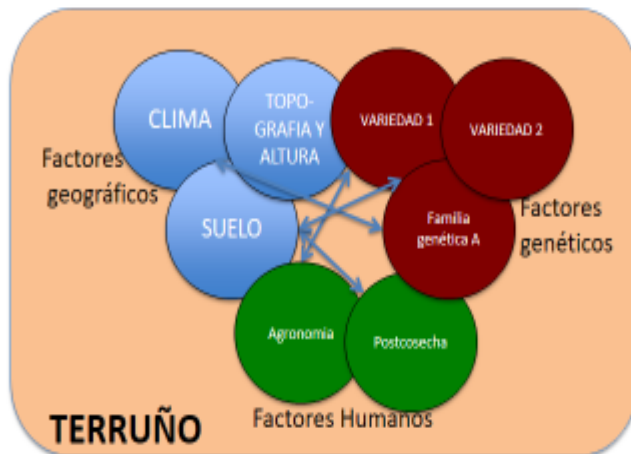 CLIMA
TOPO-
GRAFIA Y
ALTURA
VARIEDAD 1
VARIEDAD 2
Factores
geográficos
SUELO
Familia
genética A
Factores
genéticos
Agronomia
Postcosecha
Factores Humanos
TERRUÑO